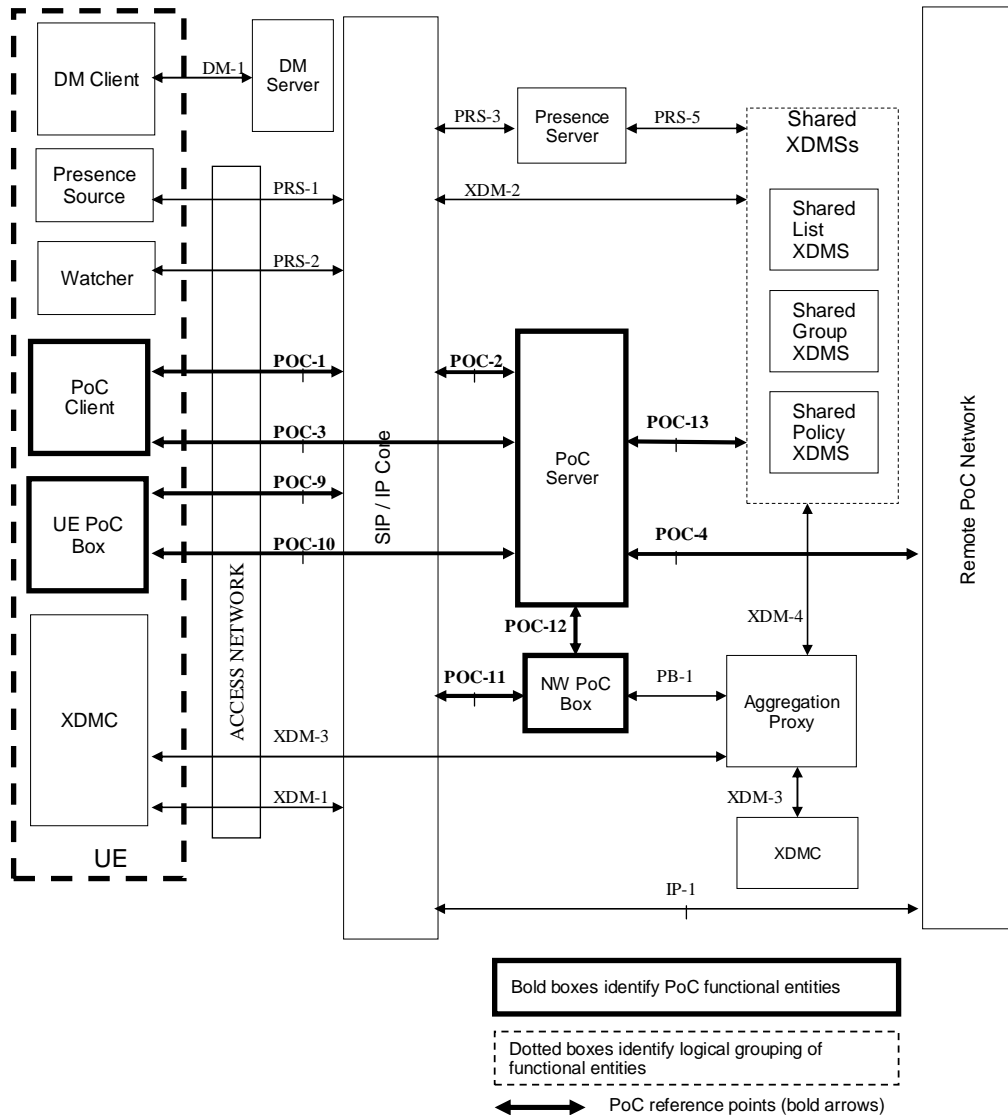 DM Client
DM-1
DM
Server
PRS-3
Presence
Server
PRS-5
Shared
XDMSs
Presence
Source
PRS-1
XDM-2
Shared
List
XDMS
Watcher
PRS-2
Shared
Group
XDMS
PoC
Client
POC-1
POC-2
POC-3
PoC
Server
POC-13
Shared
Policy
XDMS
UE PoC
Box
POC-9
POC-10
POC-4
SIP / IP Core
ACCESS NETWORK
Remote PoC Network
POC-12
XDM-4
POC-11
NW PoC
Box
PB-1
Aggregation
Proxy
XDMC
XDM-3
XDM-1
XDM-3
XDMC
UE
IP-1
Bold boxes identify PoC functional entities
Dotted boxes identify logical grouping of
functional entities
PoC reference points (bold arrows)